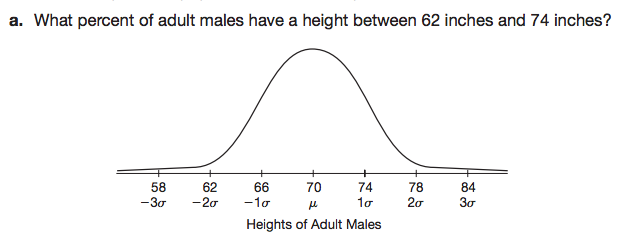 a. What percent of adult males have a height between 62 inches and 74 inches?
58 62 66 70 74 78 84
−3σ −2σ −1σ μ 1σ 2σ 3σ
Heights of Adult Males